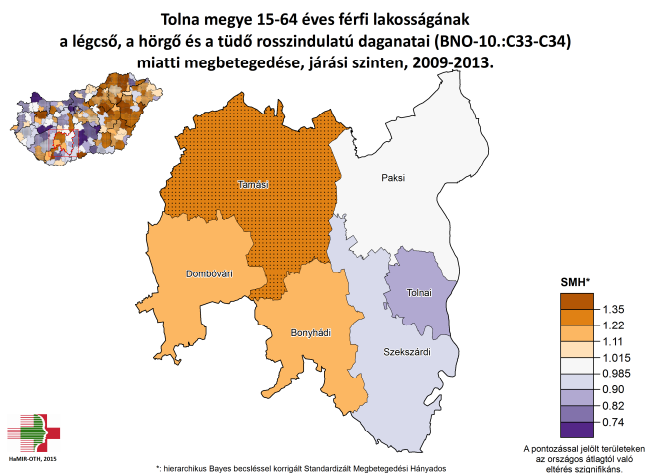 Tolna megye 15-64 éves férfi lakosságának
a légcső, a hörgő és a tüdő rosszindulatú daganatai (BNO-10.:C33-C34)
miatti megbetegedése, járási szinten, 2009-2013.
Tamási
Paksi
Dombóvári
Tolnai
Bonyhádi
Szekszárdi
SMH*
1.35
1.22
1.11
1.015
0.985
0.90
0.82
0.74
A pontozással jelölt területeken
az országos átlagtól való
eltérés szignifikáns.
HaMIR-OTH, 2015
*: hierarchikus Bayes becsléssel korrigált Standardizált Megbetegedési Hányados